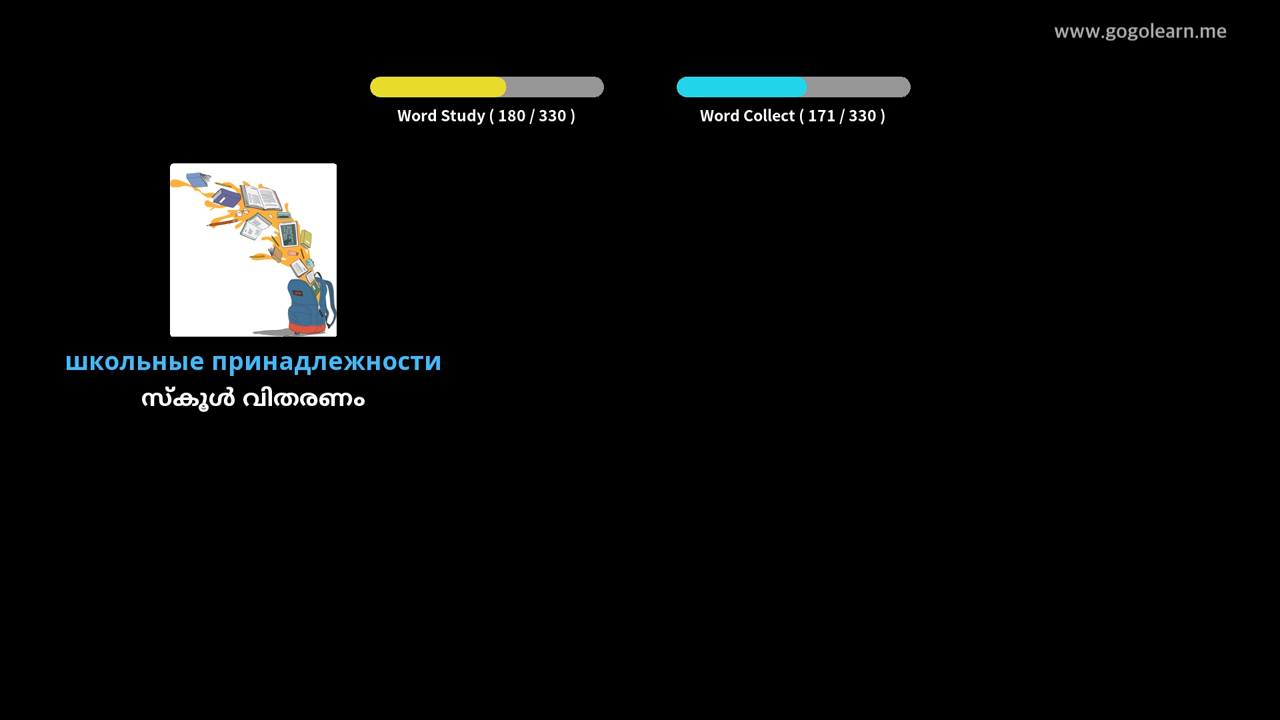 www.gogolearn.me
Word Study ( 180 / 330 )
Word Collect ( 171 / 330 )
школьные принадлежности
സ്കൂൾ വിതരണം